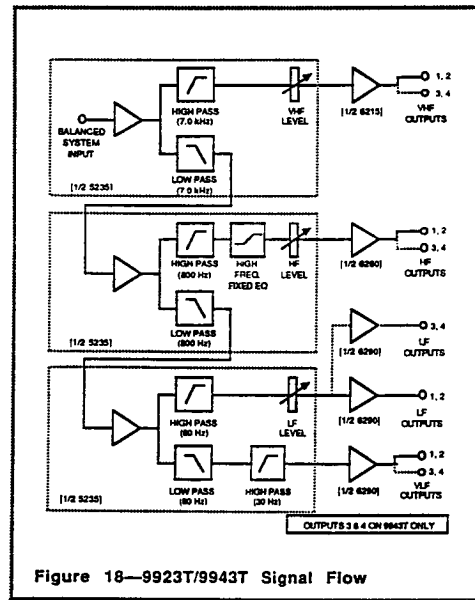 1, 2
3, 4
VHF
OUTPUTS
HIGH PASS
(7.0 kHz)
VHF
LEVEL
[1/2 6215]
BALANCED
SYSTEM
INPUT
LOW PASS
(7.0 kHz)
[1/2 5235]
1, 2
3, 4
HF
OUTPUTS
HIGH PASS
(800 Hz)
HIGH
FREQ.
FIXED EQ
HF
LEVEL
[1/2 6290]
3, 4
LF
OUTPUTS
LOW PASS
(800 Hz)
[1/2 5235]
[1/2 6290]
1, 2
LF
OUTPUTS
HIGH PASS
(80 Hz)
LF
LEVEL
[1/2 6290]
1, 2
3, 4
VLF
OUTPUTS
LOW PASS
(80 Hz)
HIGH PASS
(30 Hz)
[1/2 6290]
[1/2 5235]
OUTPUTS 3 & 4 ON 9943T ONLY
Figure 18—9923T/9943T Signal Flow